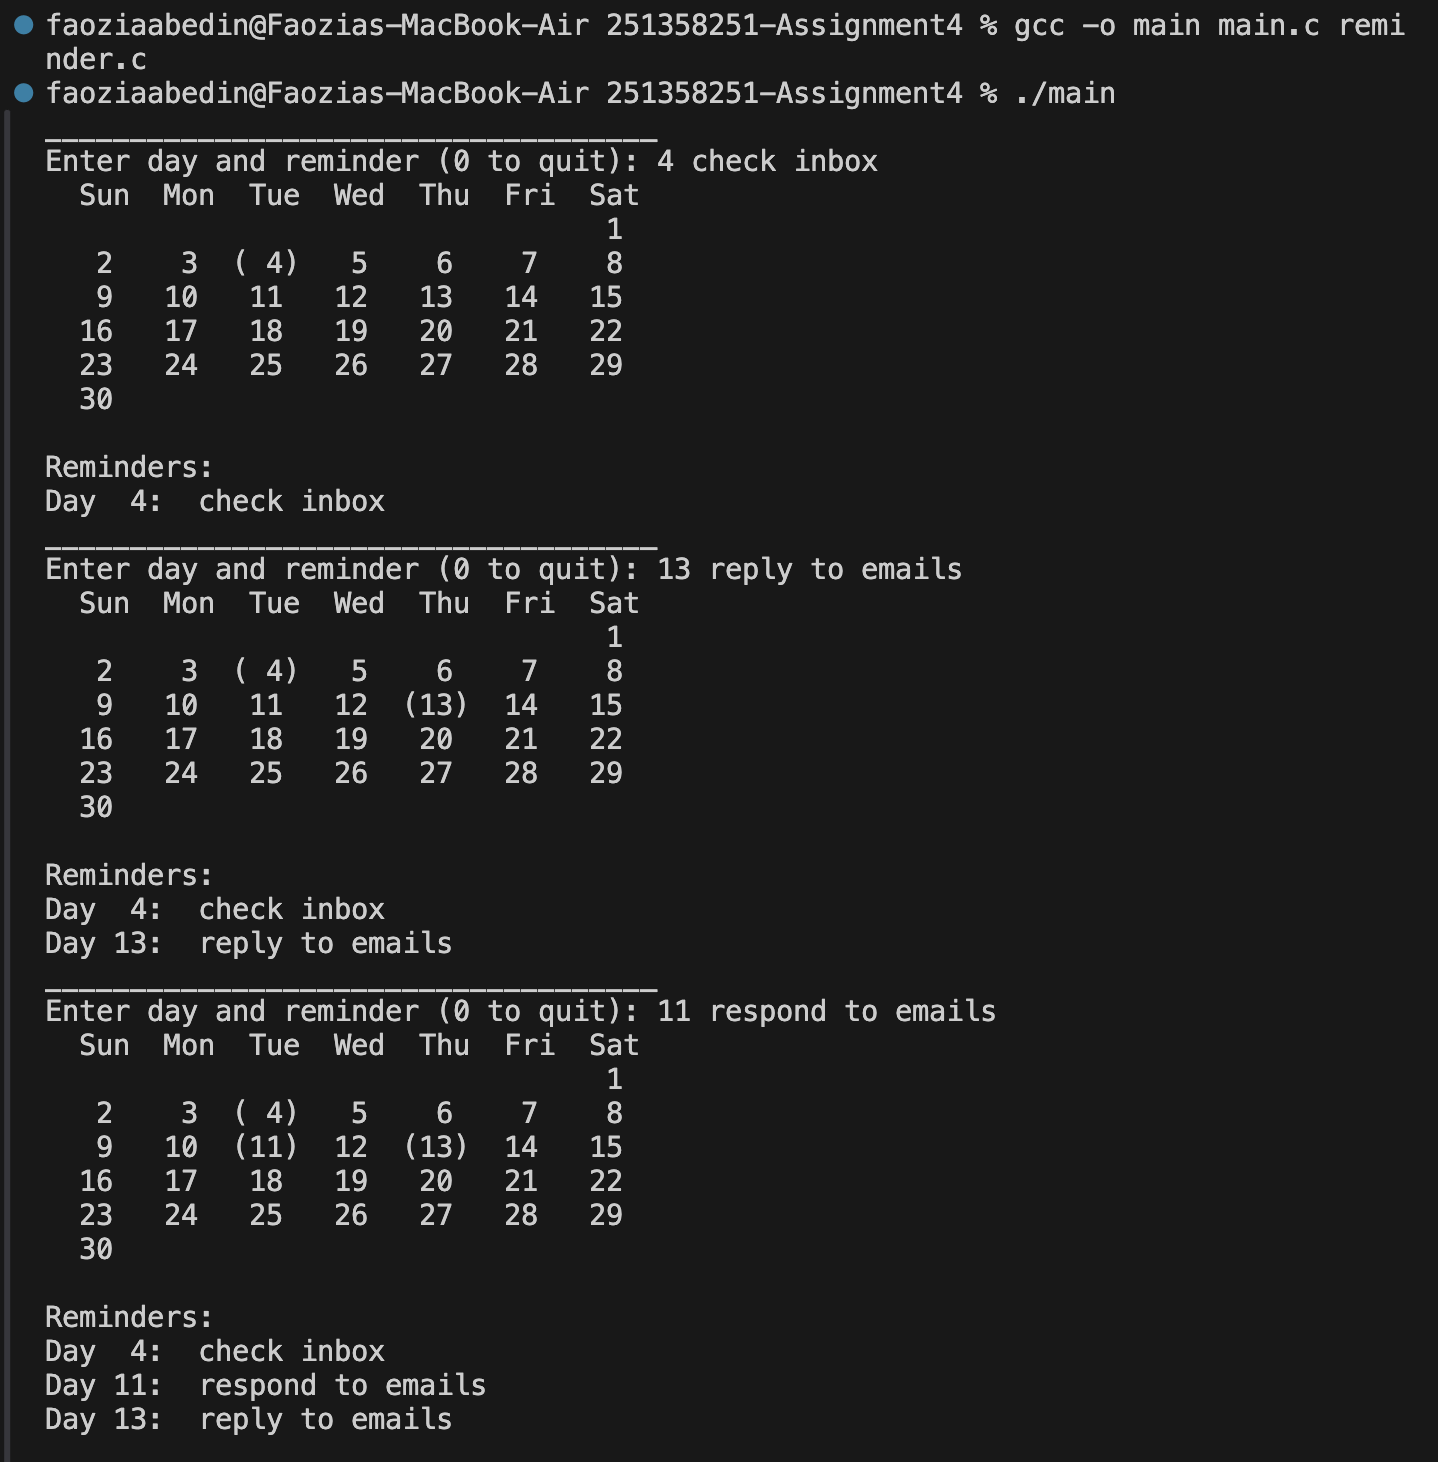 faoziaabedin@Faozias-MacBook-Air 251358251-Assignment4 % gcc -o main main.c remi
nder.c
faoziaabedin@Faozias-MacBook-Air 251358251-Assignment4 % ./main
____________________________________
Enter day and reminder (0 to quit): 4 check inbox
  Sun  Mon  Tue  Wed  Thu  Fri  Sat
                                 1
   2    3  ( 4)   5    6    7    8
   9   10   11   12   13   14   15
  16   17   18   19   20   21   22
  23   24   25   26   27   28   29
  30
Reminders:
Day  4:  check inbox
____________________________________
Enter day and reminder (0 to quit): 13 reply to emails
  Sun  Mon  Tue  Wed  Thu  Fri  Sat
                                 1
   2    3  ( 4)   5    6    7    8
   9   10   11   12  (13)  14   15
  16   17   18   19   20   21   22
  23   24   25   26   27   28   29
  30
Reminders:
Day  4:  check inbox
Day 13:  reply to emails
____________________________________
Enter day and reminder (0 to quit): 11 respond to emails
  Sun  Mon  Tue  Wed  Thu  Fri  Sat
                                 1
   2    3  ( 4)   5    6    7    8
   9   10  (11)  12  (13)  14   15
  16   17   18   19   20   21   22
  23   24   25   26   27   28   29
  30
Reminders:
Day  4:  check inbox
Day 11:  respond to emails
Day 13:  reply to emails